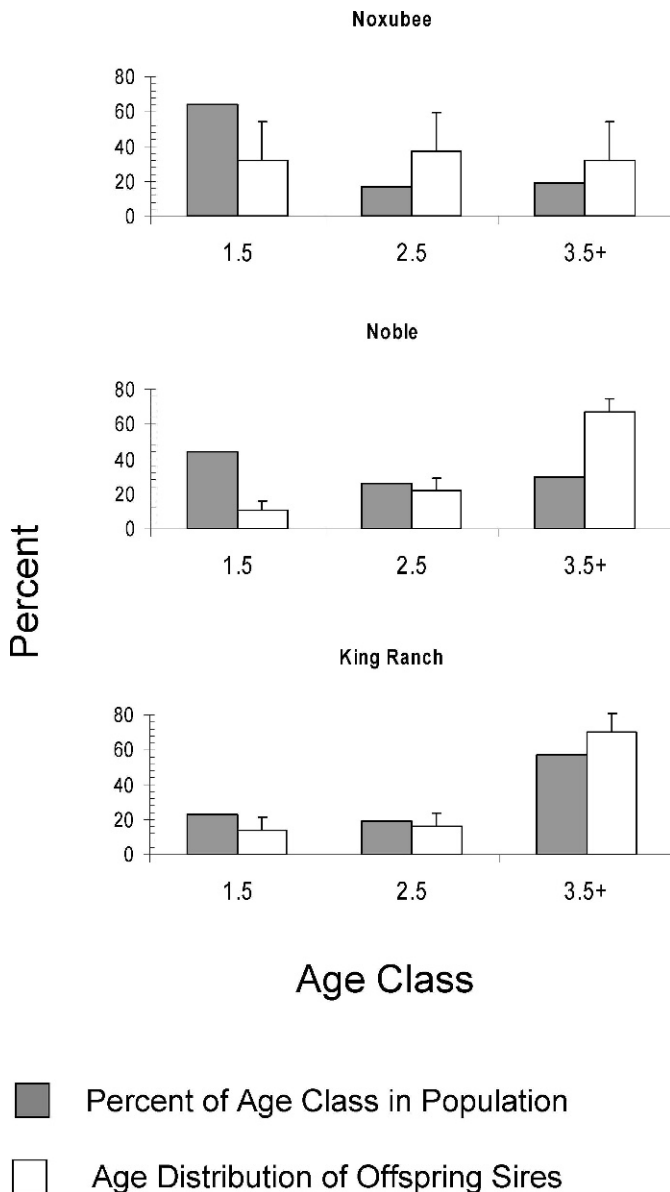 Noxubee
80
60
40
20
0
1.5 2.5 3.5+
Noble
80
60
40
20
0
1.5 2.5 3.5+
Percent
King Ranch
80
60
40
20
0
1.5 2.5 3.5+
Age Class
Percent of Age Class in Population
Age Distribution of Offspring Sires